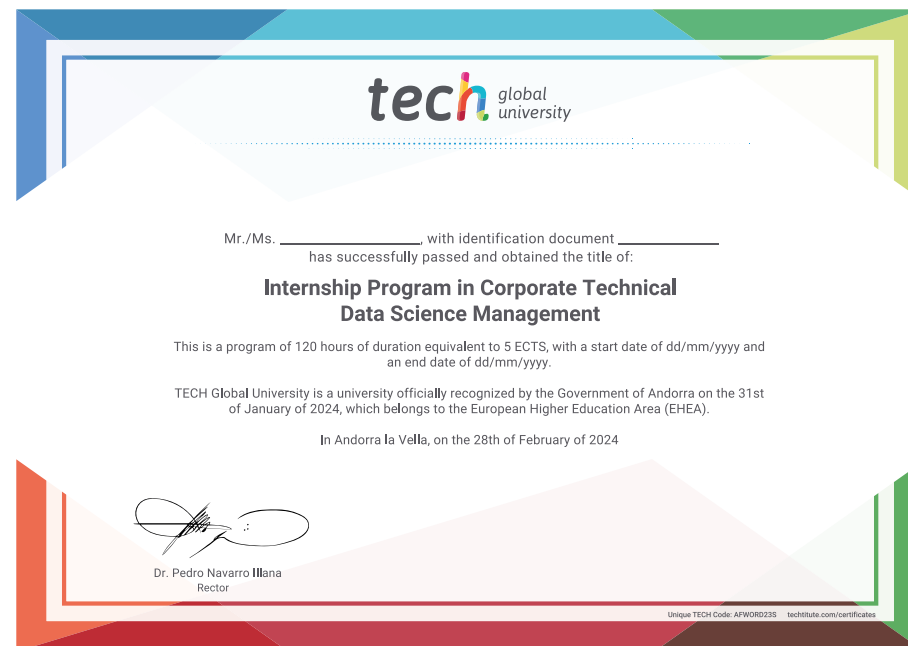 tech global university
Mr./Ms. ____________, with identification document ____________
has successfully passed and obtained the title of:
Internship Program in Corporate Technical
Data Science Management
This is a program of 120 hours of duration equivalent to 5 ECTS, with a start date of dd/mm/yyyy and
an end date of dd/mm/yyyy.
TECH Global University is a university officially recognized by the Government of Andorra on the 31st
of January of 2024, which belongs to the European Higher Education Area (EHEA).
In Andorra la Vella, on the 28th of February of 2024
Dr. Pedro Navarro Illana
Rector
Unique TECH Code: AFWORD23S techtitute.com/certificates